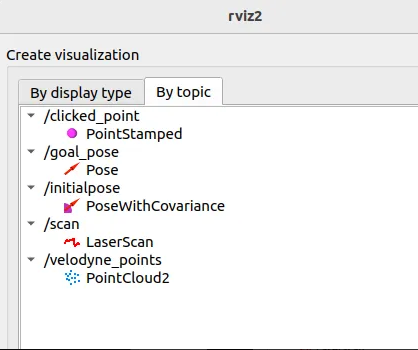 rviz2
Create visualization
By display type By topic
/clicked_point
PointStamped
/goal_pose
Pose
/initialpose
PoseWithCovariance
/scan
LaserScan
/velodyne_points
PointCloud2